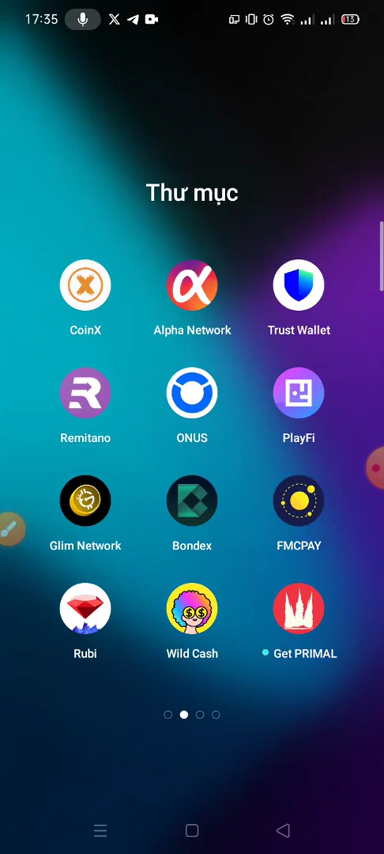 17:35
13
Thư mục
CoinX
Alpha Network
Trust Wallet
Remitano
ONUS
PlayFi
Glim Network
Bondex
FMCPAY
Rubi
Wild Cash
Get PRIMAL